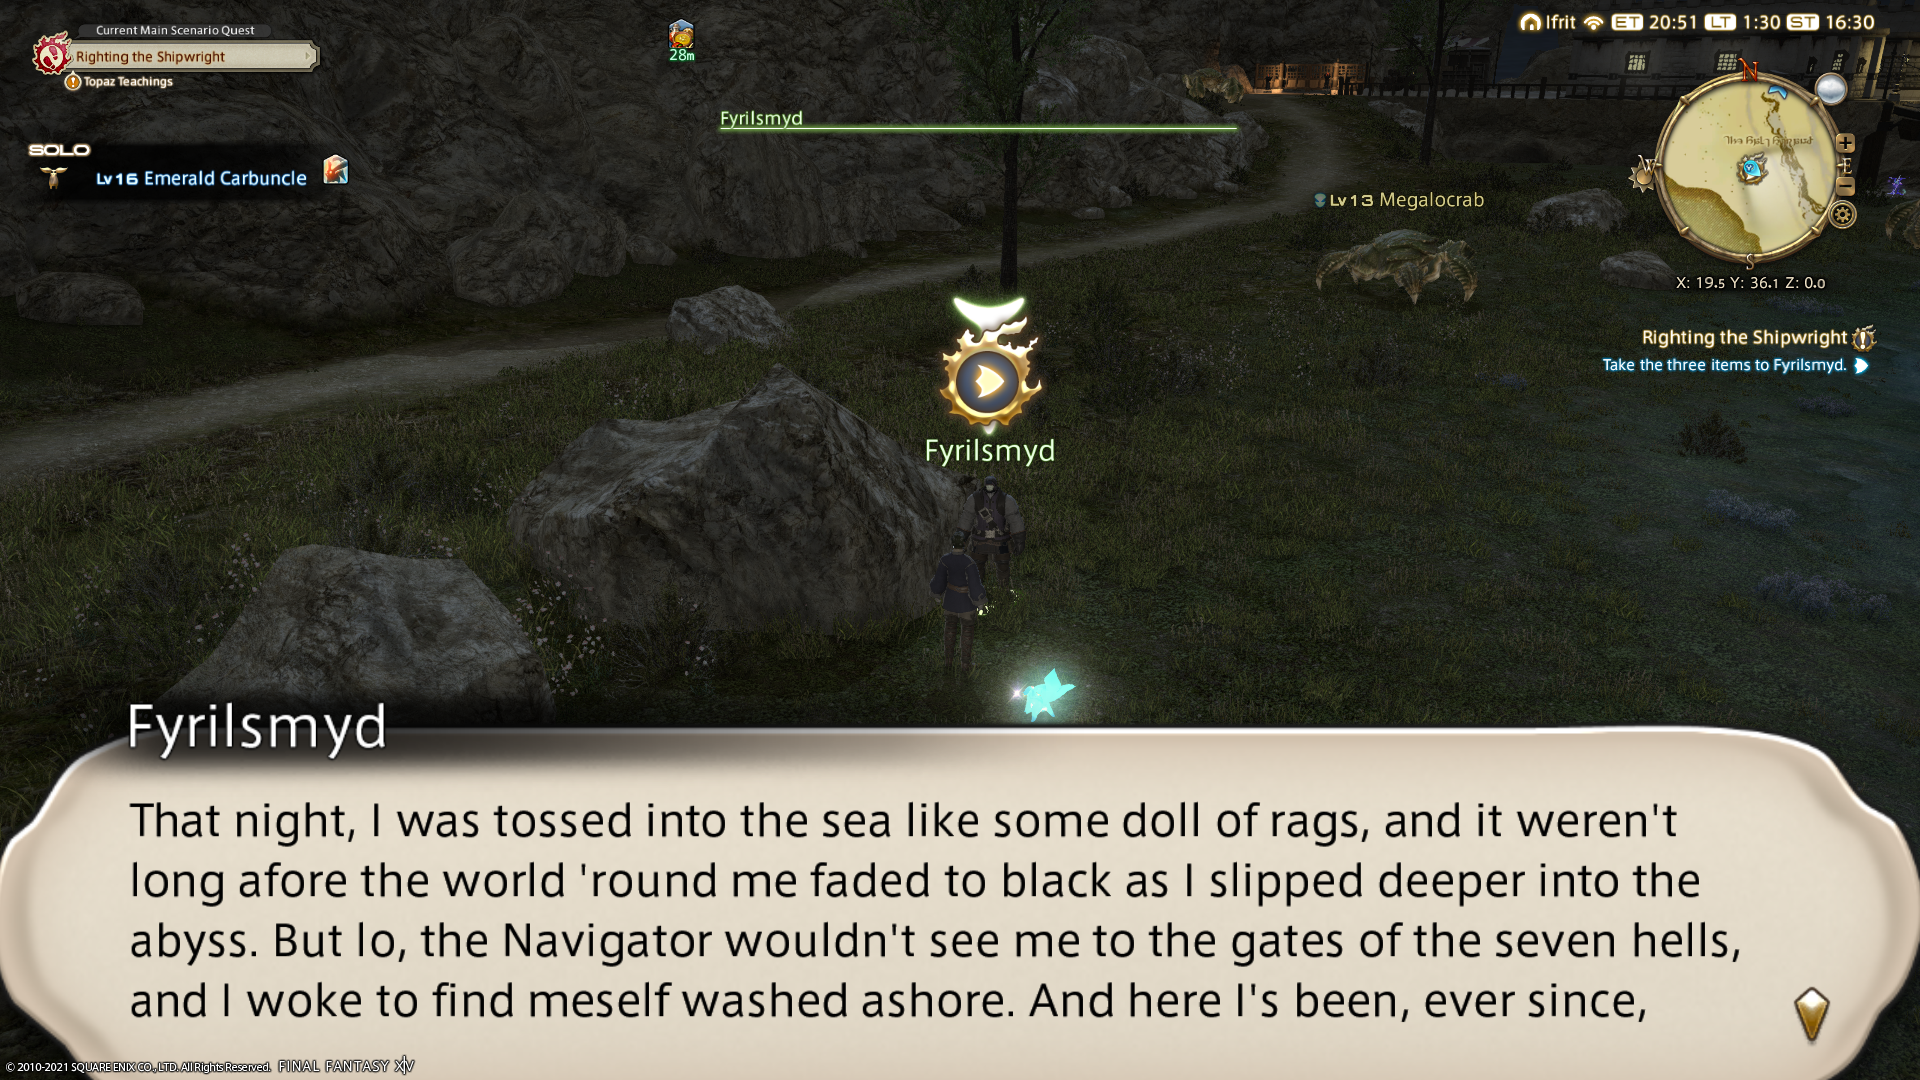 Current Main Scenario Quest
Righting the Shipwright
Topaz Teachings
SOLO
Lv16 Emerald Carbuncle
28m
Fyrilsmyd
Ifrit ET 20:51 LT 1:30 ST 16:30
N
W
E
S
X: 19.5 Y: 36.1 Z: 0.0
Lv13 Megalocrab
Righting the Shipwright
Take the three items to Fyrilsmyd.
Fyrilsmyd
Fyrilsmyd
That night, I was tossed into the sea like some doll of rags, and it weren't
long afore the world 'round me faded to black as I slipped deeper into the
abyss. But lo, the Navigator wouldn't see me to the gates of the seven hells,
and I woke to find meself washed ashore. And here I's been, ever since,
© 2010-2021 SQUARE ENIX CO., LTD. All Rights Reserved. FINAL FANTASY XIV